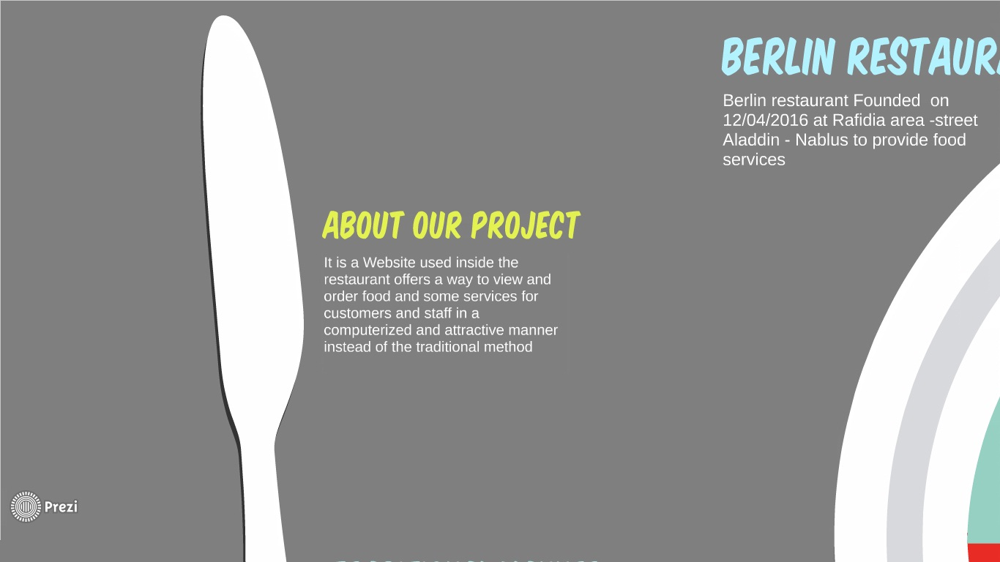 BERLIN RESTAUR
Berlin restaurant Founded  on
12/04/2016 at Rafidia area -street
Aladdin - Nablus to provide food
services
ABOUT OUR PROJECT
It is a Website used inside the
restaurant offers a way to view and
order food and some services for
customers and staff in a
computerized and attractive manner
instead of the traditional method
Prezi